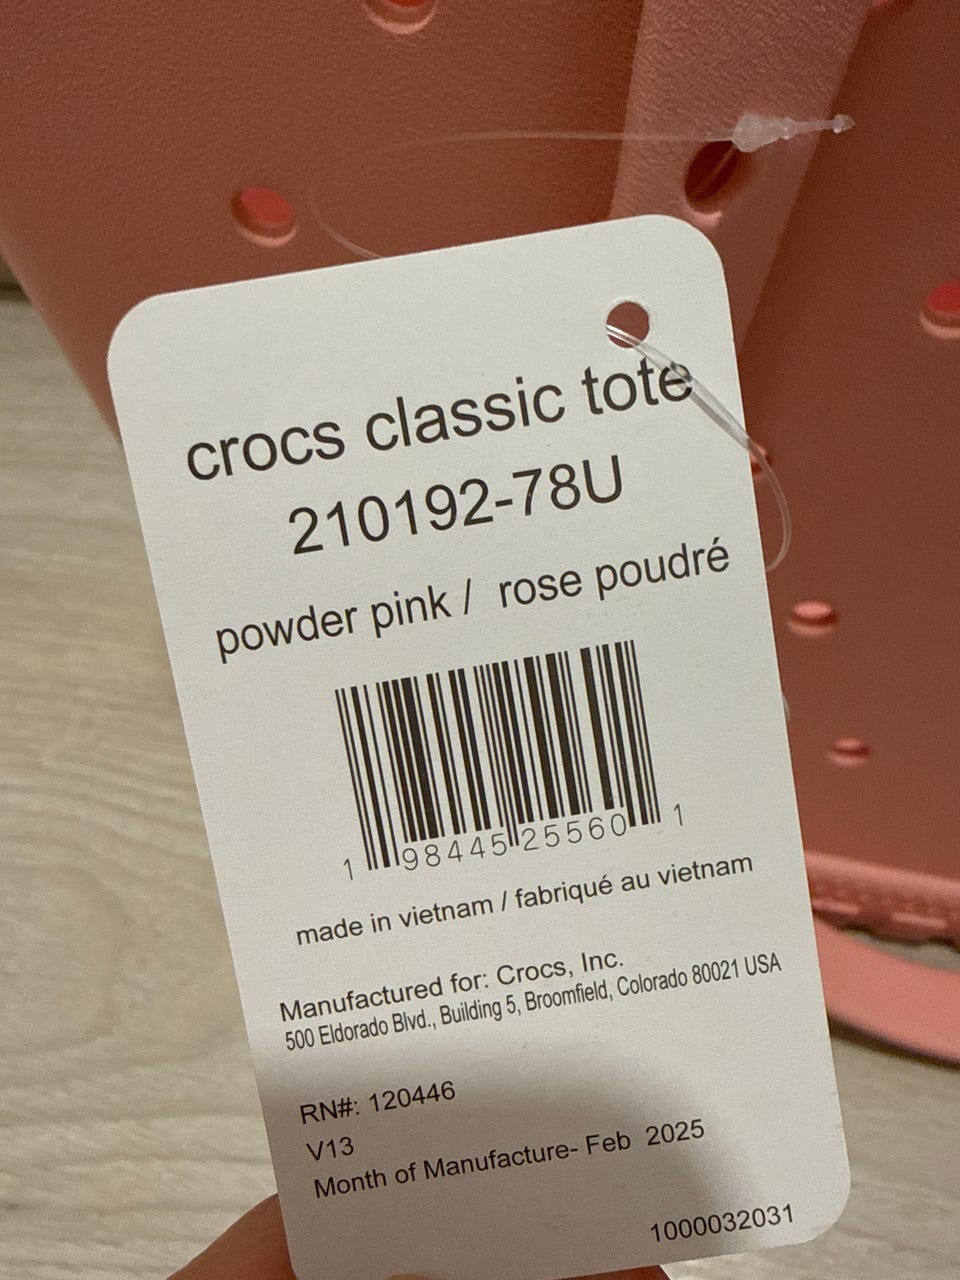 crocs classic tote
210192-78U
powder pink / rose poudré
1 98445 25560 1
made in vietnam / fabriqué au vietnam
Manufactured for: Crocs, Inc.
500 Eldorado Blvd., Building 5, Broomfield, Colorado 80021 USA
RN#: 120446
V13
Month of Manufacture- Feb 2025
1000032031